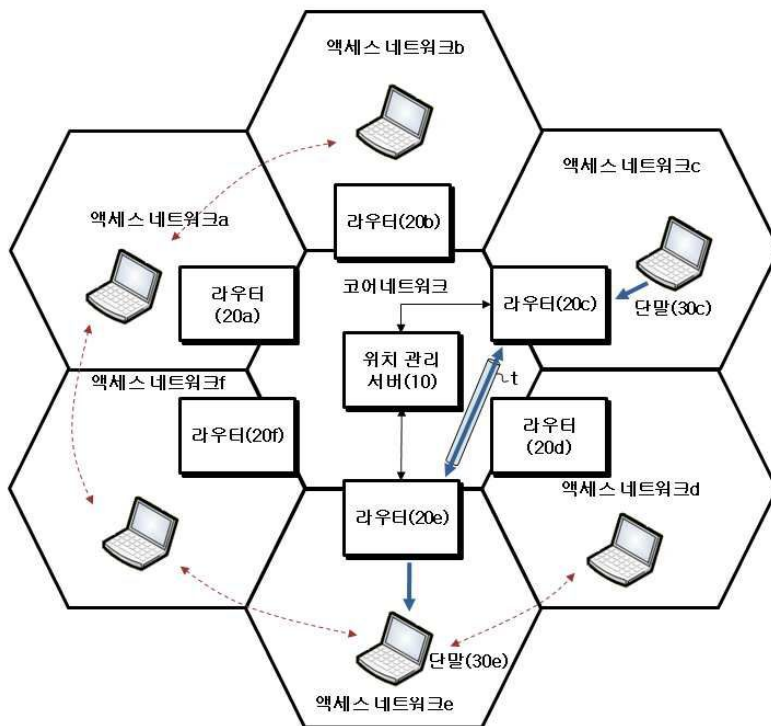 액세스 네트워크b
액세스 네트워크c
액세스 네트워크a
라우터(20b)
코어네트워크
라우터
(20a)
라우터(20c)
단말(30c)
위치 관리
서버(10)
t
액세스 네트워크f
라우터(20f)
라우터
(20d)
액세스 네트워크d
라우터(20e)
단말(30e)
액세스 네트워크e